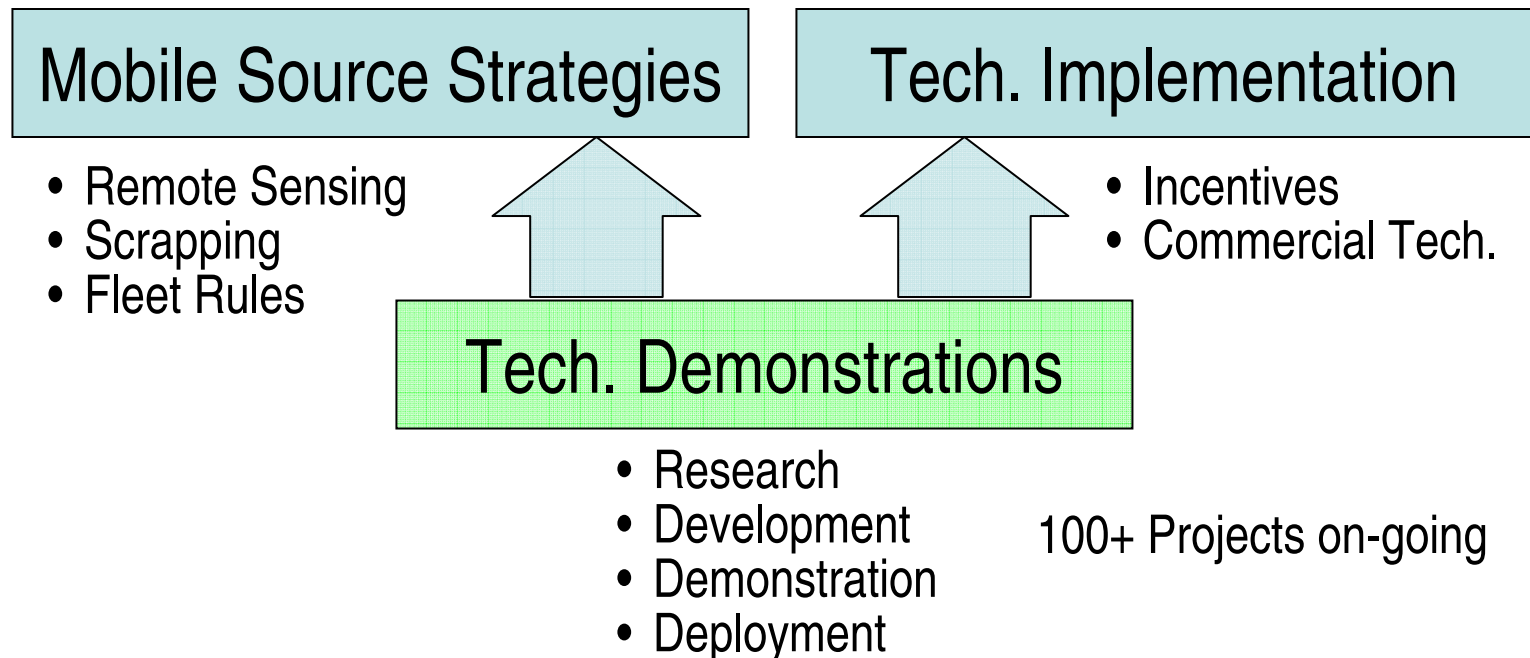 Mobile Source Strategies
Tech. Implementation
• Remote Sensing
• Scrapping
• Fleet Rules
• Incentives
• Commercial Tech.
Tech. Demonstrations
• Research
• Development
• Demonstration
• Deployment
100+ Projects on-going